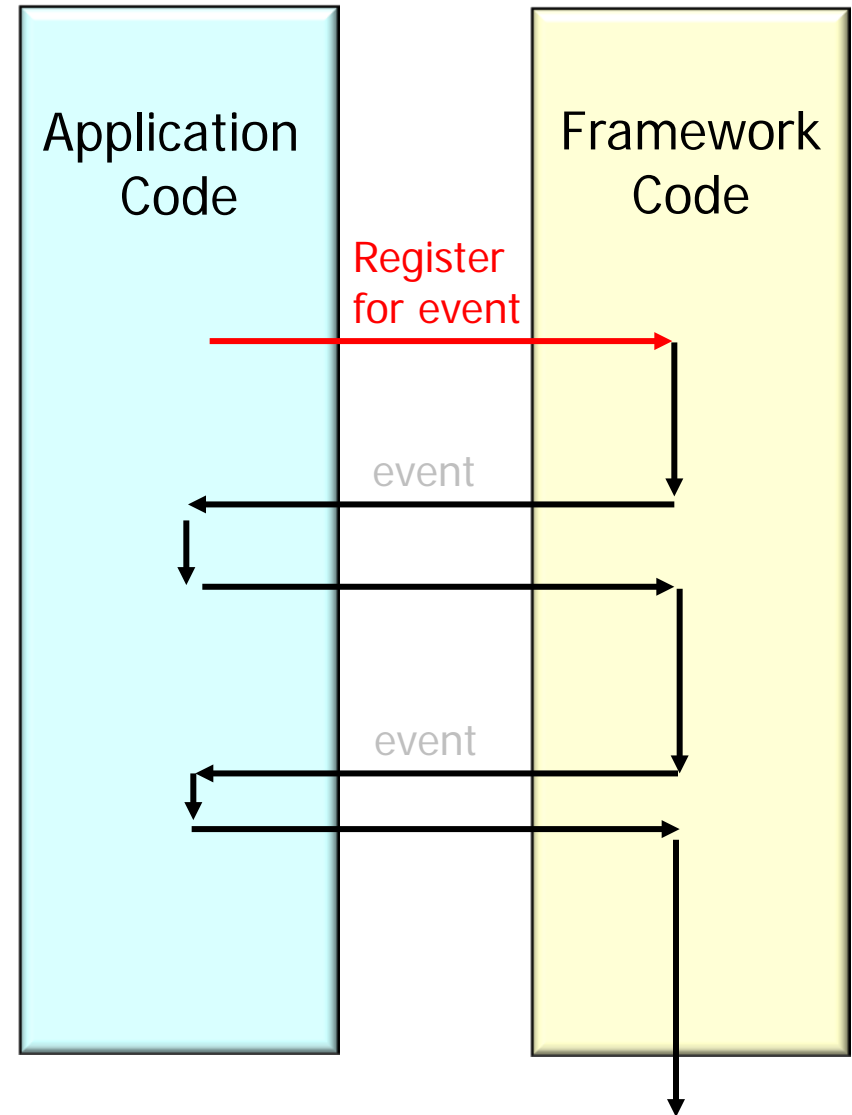 Application
Code
Framework
Code
Register
for event
event
event